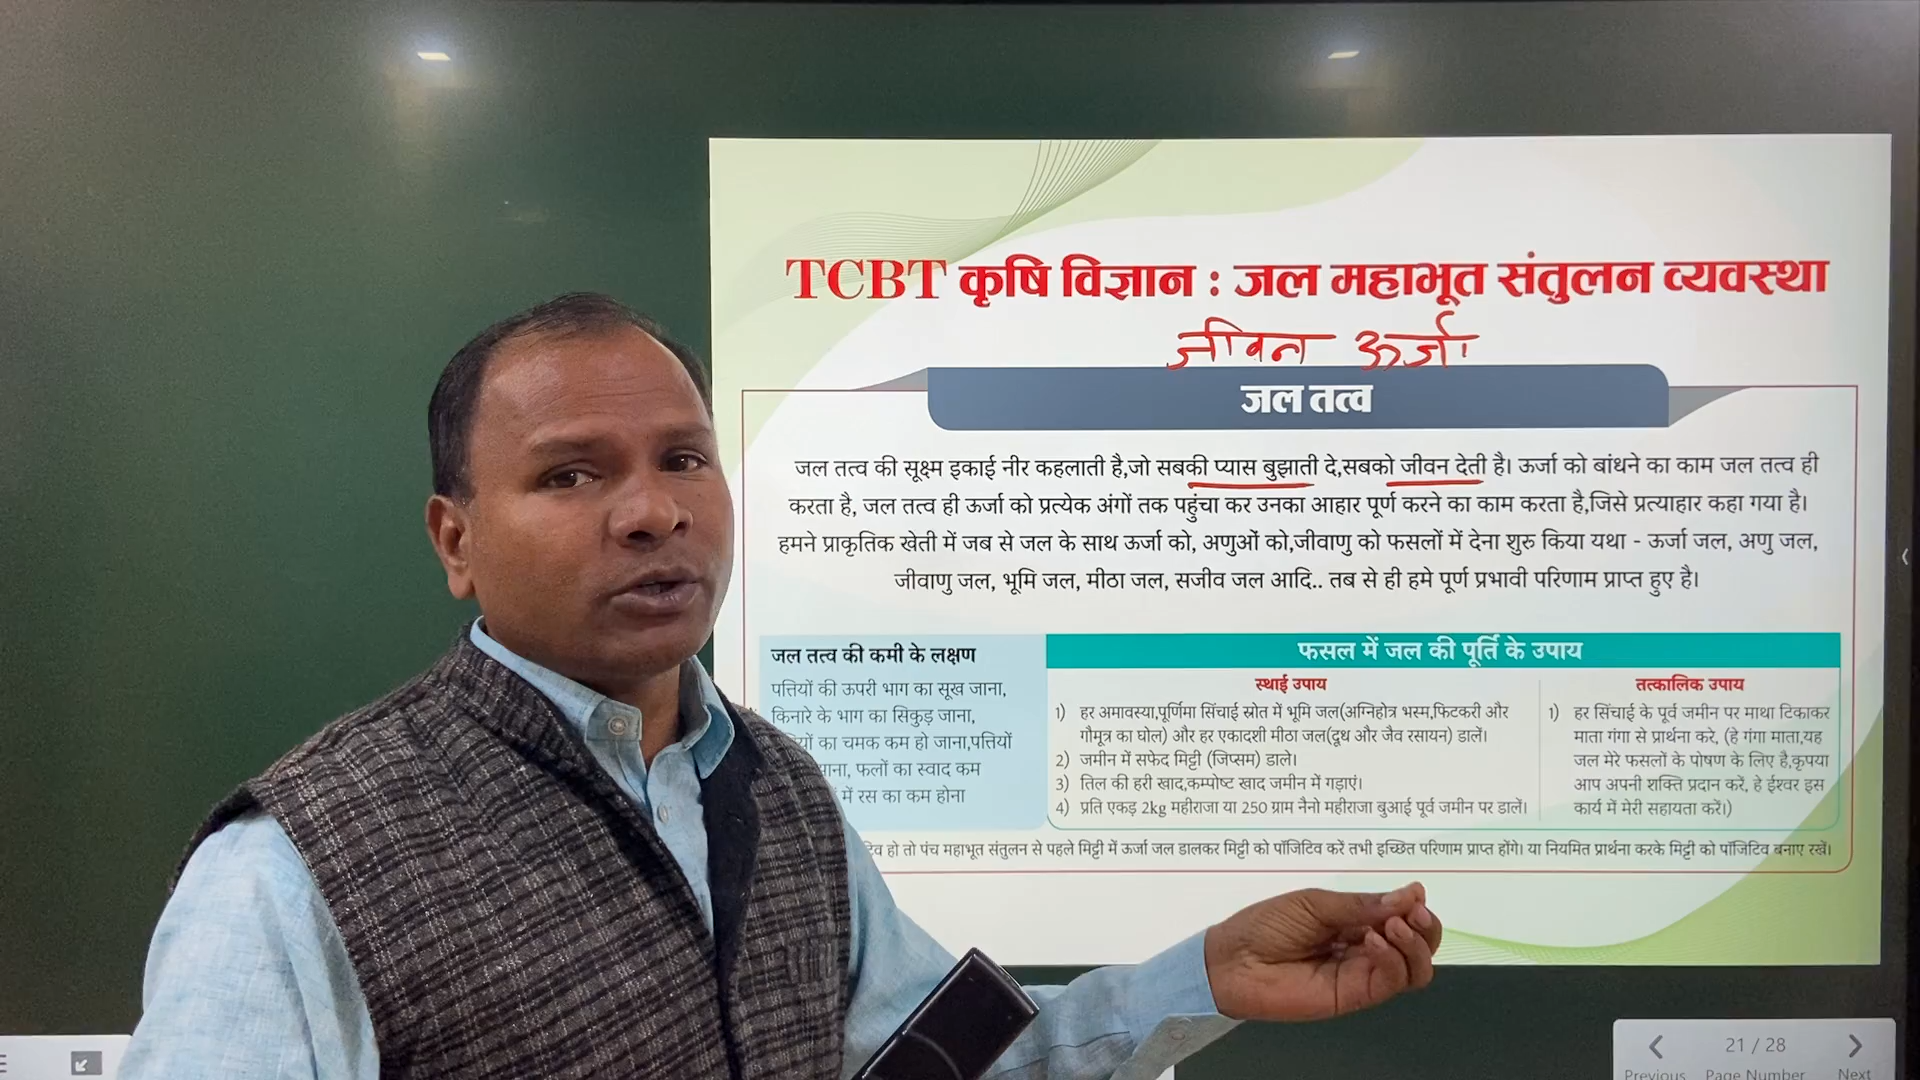 TCBT कृषि विज्ञान : जल महाभूत संतुलन व्यवस्था
जीवन ऊर्जा
जल तत्व
जल तत्व की सूक्ष्म इकाई नीर कहलाती है,जो सबकी प्यास बुझाती दे,सबको जीवन देती है। ऊर्जा को बांधने का काम जल तत्व ही
करता है, जल तत्व ही ऊर्जा को प्रत्येक अंगों तक पहुंचा कर उनका आहार पूर्ण करने का काम करता है,जिसे प्रत्याहार कहा गया है।
हमने प्राकृतिक खेती में जब से जल के साथ ऊर्जा को, अणुओं को,जीवाणु को फसलों में देना शुरु किया यथा - ऊर्जा जल, अणु जल,
जीवाणु जल, भूमि जल, मीठा जल, सजीव जल आदि.. तब से ही हमे पूर्ण प्रभावी परिणाम प्राप्त हुए है।
जल तत्व की कमी के लक्षण
पत्तियों की ऊपरी भाग का सूख जाना,
किनारे के भाग का सिकुड़ जाना,
का चमक कम हो जाना,पत्तियों
फलों का स्वाद कम
में रस का कम होना
फसल में जल की पूर्ति के उपाय
स्थाई उपाय
1) हर अमावस्या,पूर्णिमा सिंचाई स्रोत में भूमि जल(अग्निहोत्र भस्म,फिटकरी और
गौमूत्र का घोल) और हर एकादशी मीठा जल(दूध और जैव रसायन) डालें।
2) जमीन में सफेद मिट्टी (जिप्सम) डाले।
3) तिल की हरी खाद,कम्पोष्ट खाद जमीन में गड़ाएं।
4) प्रति एकड़ 2kg महीराजा या 250 ग्राम नैनो महीराजा बुआई पूर्व जमीन पर डालें।
तत्कालिक उपाय
1) हर सिंचाई के पूर्व जमीन पर माथा टिकाकर
माता गंगा से प्रार्थना करे, (हे गंगा माता,यह
जल मेरे फसलों के पोषण के लिए है,कृपया
आप अपनी शक्ति प्रदान करें, हे ईश्वर इस
कार्य में मेरी सहायता करें।)
हो तो पंच महाभूत संतुलन से पहले मिट्टी में ऊर्जा जल डालकर मिट्टी को पॉजिटिव करें तभी इच्छित परिणाम प्राप्त होंगे। या नियमित प्रार्थना करके मिट्टी को पॉजिटिव बनाए रखें।
21 / 28
Previous Page Number Next